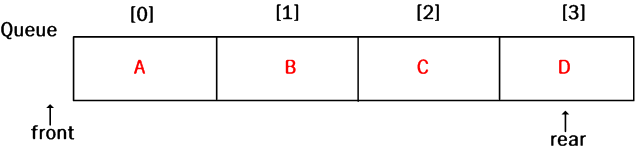 [0] [1] [2] [3]
Queue
A B C D
front
rear